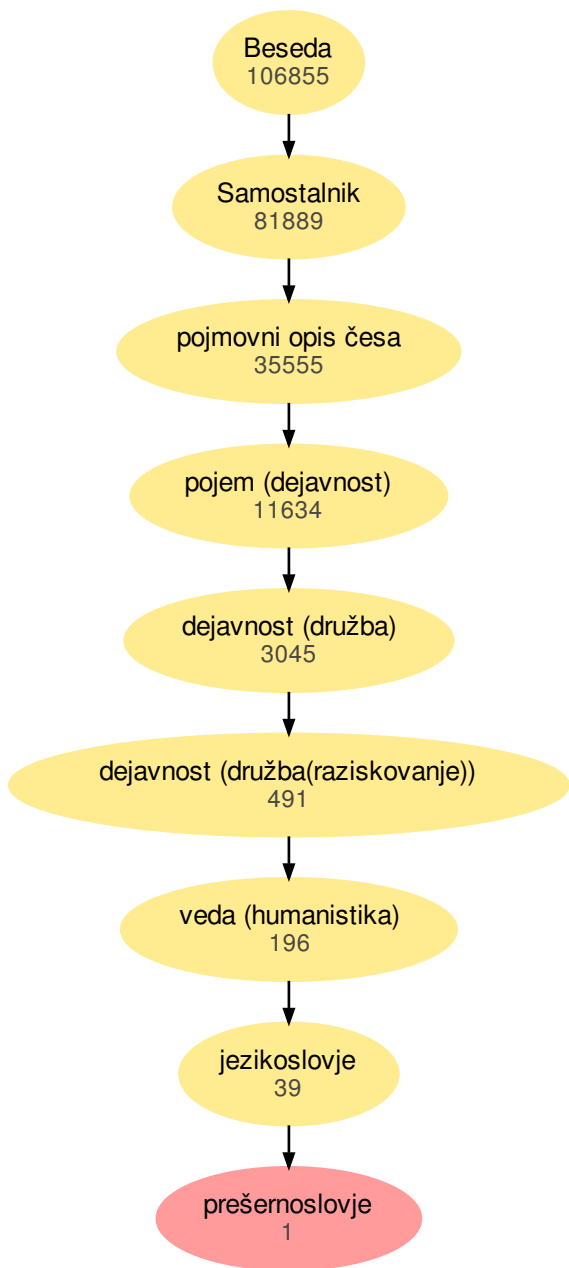 Beseda
106855
Samostalnik
81889
pojmovni opis česa
35555
pojem (dejavnost)
11634
dejavnost (družba)
3045
dejavnost (družba(raziskovanje))
491
veda (humanistika)
196
jezikoslovje
39
prešernoslovje
1